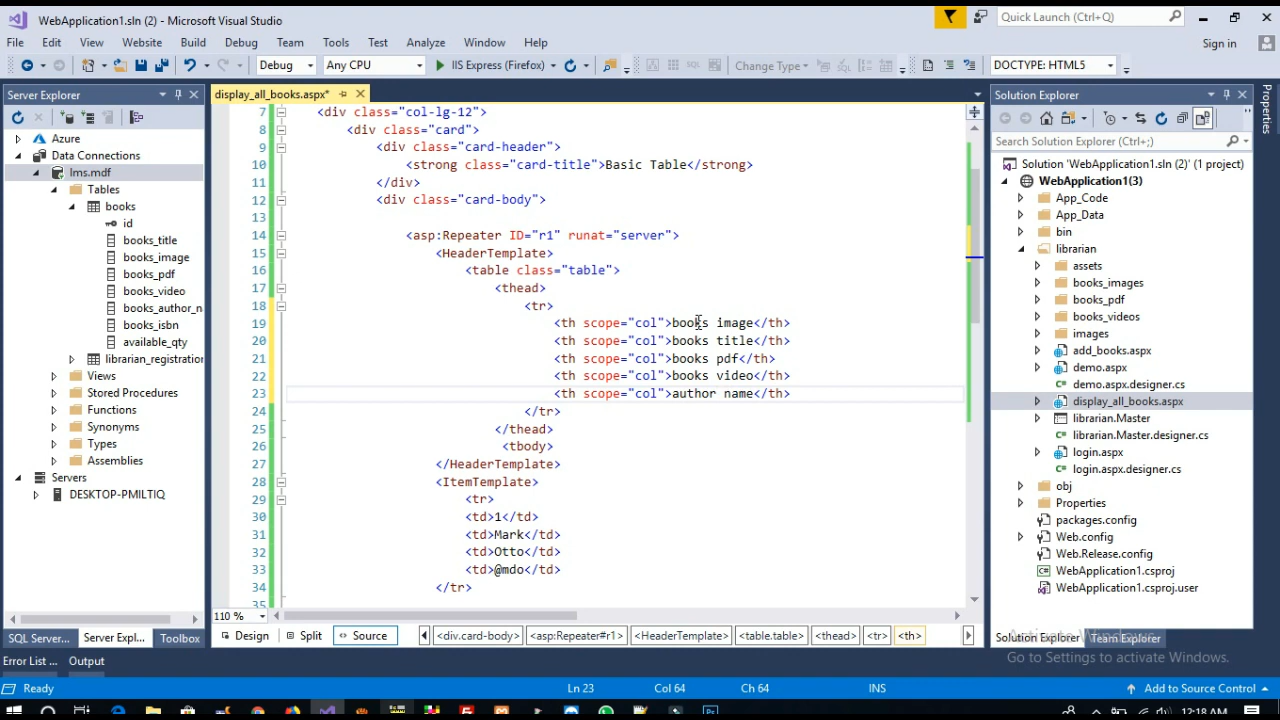 WebApplication1.sln (2) - Microsoft Visual Studio
Quick Launch (Ctrl+Q)
File Edit View Website Build Debug Team Tools Test Analyze Window Help
Sign in
Debug Any CPU IIS Express (Firefox) Change Type DOCTYPE: HTML5
Server Explorer
Azure
Data Connections
lms.mdf
Tables
books
id
books_title
books_image
books_pdf
books_video
books_author_n
books_isbn
available_qty
librarian_registration
Views
Stored Procedures
Functions
Synonyms
Types
Assemblies
Servers
DESKTOP-PMILTIQ
SQL Server... Server Expl... Toolbox
display_all_books.aspx*
7 <div class="col-lg-12">
8 <div class="card">
9 <div class="card-header">
10 <strong class="card-title">Basic Table</strong>
11 </div>
12 <div class="card-body">
13
14 <asp:Repeater ID="r1" runat="server">
15 <HeaderTemplate>
16 <table class="table">
17 <thead>
18 <tr>
19 <th scope="col">books image</th>
20 <th scope="col">books title</th>
21 <th scope="col">books pdf</th>
22 <th scope="col">books video</th>
23 <th scope="col">author name</th>
24 </tr>
25 </thead>
26 <tbody>
27 </HeaderTemplate>
28 <ItemTemplate>
29 <tr>
30 <td>1</td>
31 <td>Mark</td>
32 <td>Otto</td>
33 <td>@mdo</td>
34 </tr>
35
110 %
Design Split Source <div.card-body> <asp:Repeater#r1> <HeaderTemplate> <table.table> <thead> <tr> <th>
Solution Explorer
Search Solution Explorer (Ctrl+;)
Solution 'WebApplication1.sln (2)' (1 project)
WebApplication1(3)
App_Code
App_Data
bin
librarian
assets
books_images
books_pdf
books_videos
images
add_books.aspx
demo.aspx
demo.aspx.designer.cs
display_all_books.aspx
librarian.Master
librarian.Master.designer.cs
login.aspx
login.aspx.designer.cs
obj
Properties
packages.config
Web.config
Web.Release.config
WebApplication1.csproj
WebApplication1.csproj.user
Solution Explorer Team Explorer
Properties
Activate Windows
Go to Settings to activate Windows.
Error List ... Output
Ready Ln 23 Col 64 Ch 64 INS Add to Source Control
12:18 AM